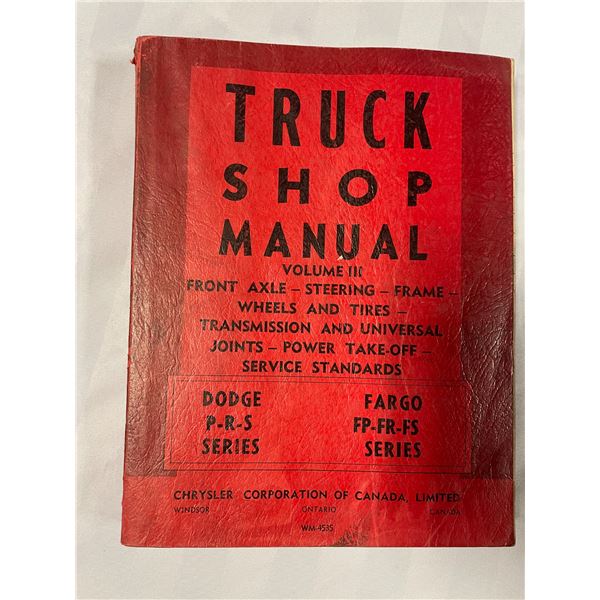 TRUCK
SHOP
MANUAL
VOLUME III
FRONT AXLE – STEERING – FRAME –
WHEELS AND TIRES –
TRANSMISSION AND UNIVERSAL
JOINTS – POWER TAKE-OFF –
SERVICE STANDARDS
DODGE FARGO
P-R-S FP-FR-FS
SERIES SERIES
CHRYSLER CORPORATION OF CANADA, LIMITED
WINDSOR ONTARIO CANADA
WM-4535